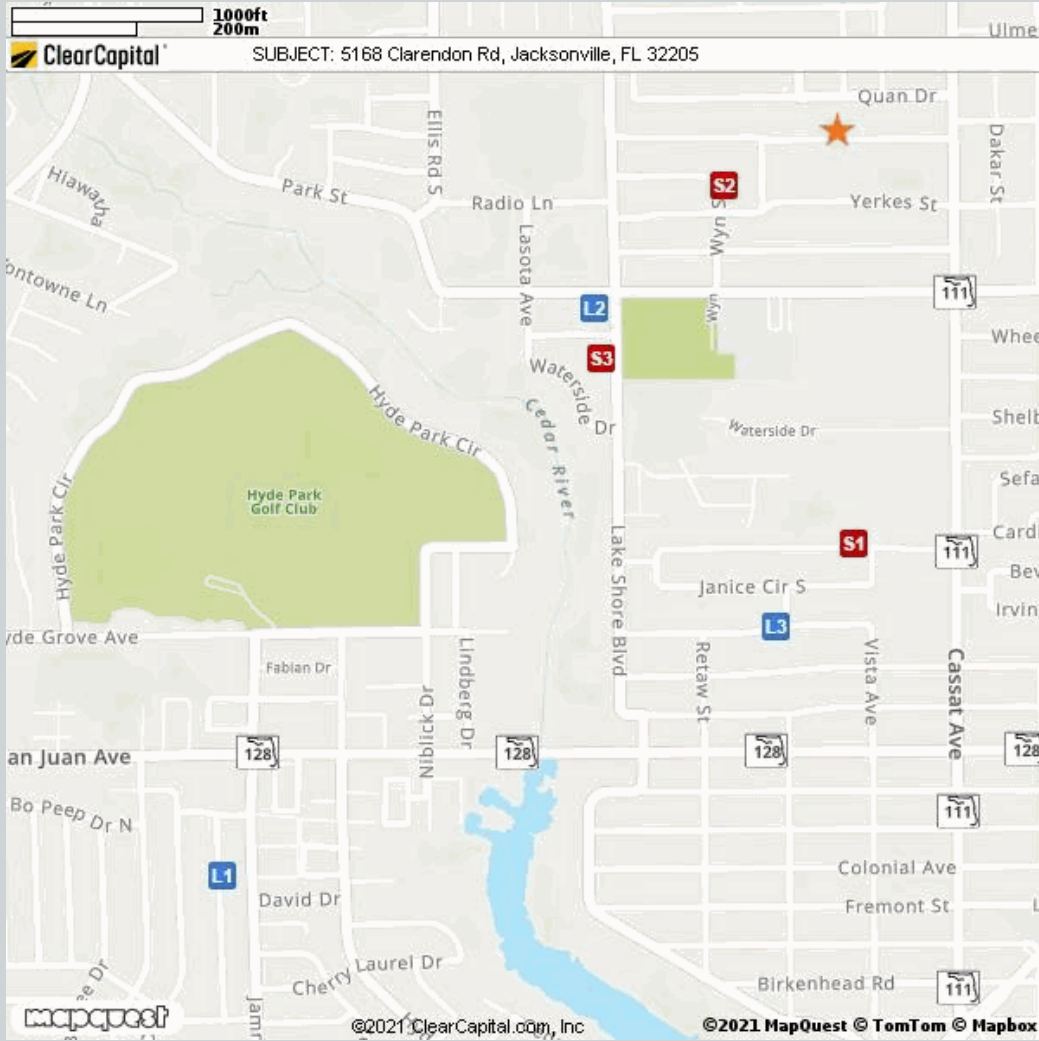 1000ft
200m
Ulme
ClearCapital
SUBJECT: 5168 Clarendon Rd, Jacksonville, FL 32205
Quan Dr
Ellis Rd S
Dakar St
Hiawatha
Park St
S2
Radio Ln
Yerkes St
Lasota Ave
Wyn S
ontowne Ln
111
L2
Wyn
Whee
S3
Waterside Dr
Hyde Park Cir
Cedar River
Shelb
Waterside Dr
Hyde Park Cir
Sefa
Hyde Park
Golf Club
Lake Shore Blvd
Cardi
S1
111
Bev
Janice Cir S
Irvin
L3
yde Grove Ave
Lindberg Dr
Retaw St
Vista Ave
Cassat Ave
Fabian Dr
Niblick Dr
an Juan Ave
128
128
128
128
Bo Peep Dr N
111
L1
Colonial Ave
David Dr
Fremont St
L
Cherry Laurel Dr
ee Dr
Birkenhead Rd
111
mapquest
©2021 ClearCapital.com, Inc
©2021 MapQuest © TomTom © Mapbox